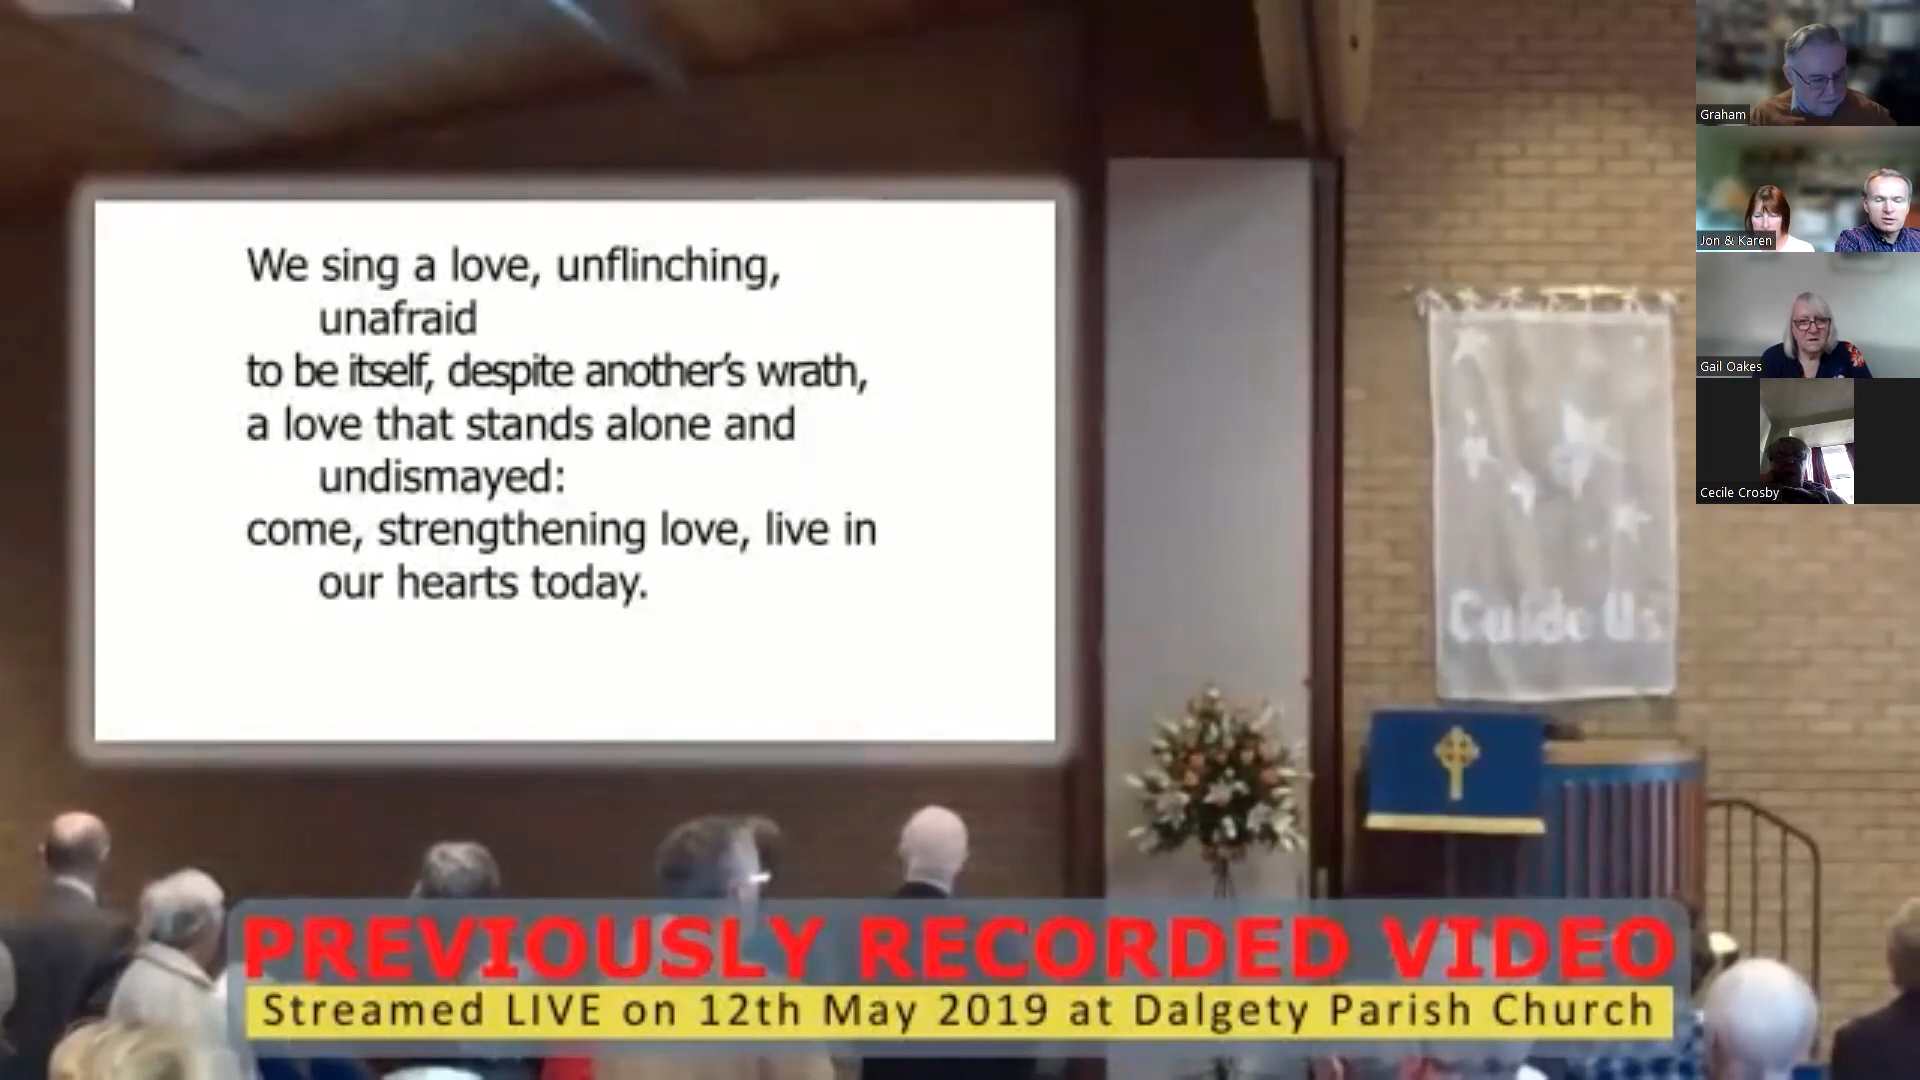 We sing a love, unflinching,
unafraid
to be itself, despite another's wrath,
a love that stands alone and
undismayed:
come, strengthening love, live in
our hearts today.
Guide Us
PREVIOUSLY RECORDED VIDEO
Streamed LIVE on 12th May 2019 at Dalgety Parish Church
Graham
Jon & Karen
Gail Oakes
Cecile Crosby